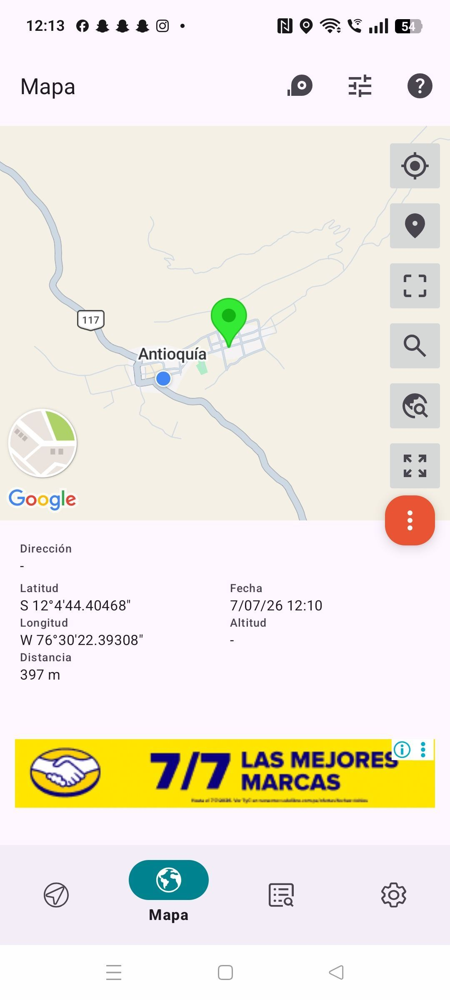 12:13
54
Mapa
?
117
Antioquía
Google
Dirección
-
Latitud
S 12°4'44.40468"
Fecha
7/07/26 12:10
Longitud
W 76°30'22.39308"
Altitud
-
Distancia
397 m
7/7
LAS MEJORES
MARCAS
Mapa